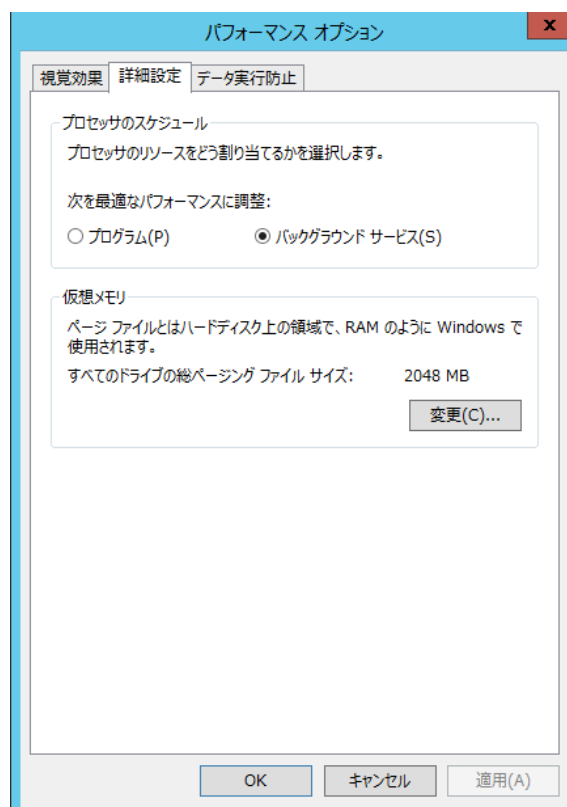 パフォーマンス オプション
x
視覚効果 詳細設定 データ実行防止
プロセッサのスケジュール
プロセッサのリソースをどう割り当てるかを選択します。
次を最適なパフォーマンスに調整:
プログラム(P) バックグラウンド サービス(S)
仮想メモリ
ページ ファイルとはハードディスク上の領域で、RAM のように Windows で
使用されます。
すべてのドライブの総ページング ファイル サイズ: 2048 MB
変更(C)...
OK キャンセル 適用(A)